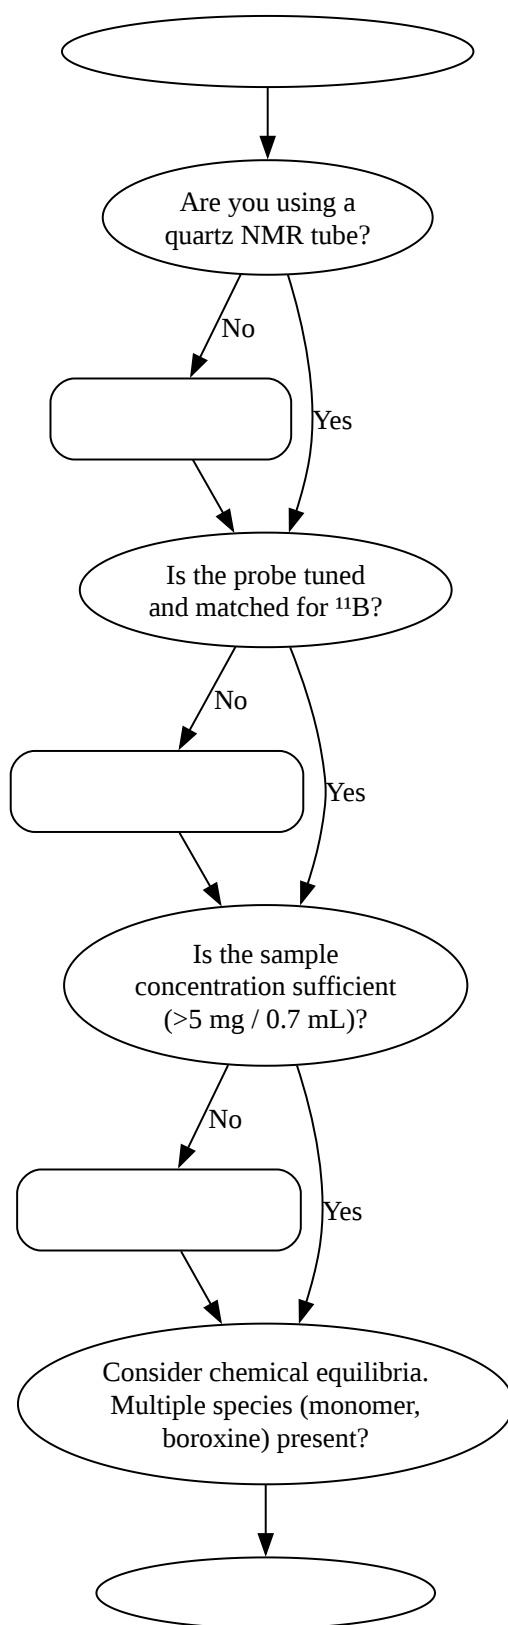 Are you using a
quartz NMR tube?
No
Yes
Is the probe tuned
and matched for ¹¹B?
No
Yes
Is the sample
concentration sufficient
(>5 mg / 0.7 mL)?
No
Yes
Consider chemical equilibria.
Multiple species (monomer,
boroxine) present?